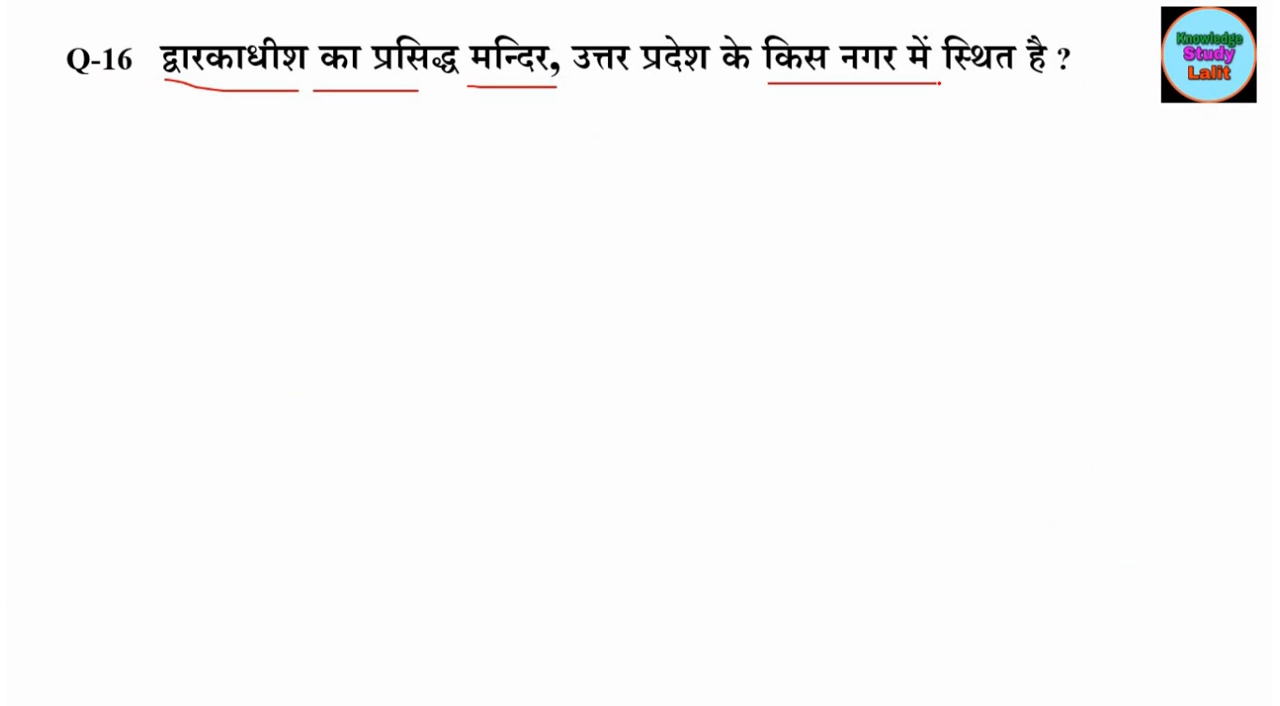 Q-16 द्वारकाधीश का प्रसिद्ध मन्दिर, उत्तर प्रदेश के किस नगर में स्थित है ?
Knowledge
Study
Lalit